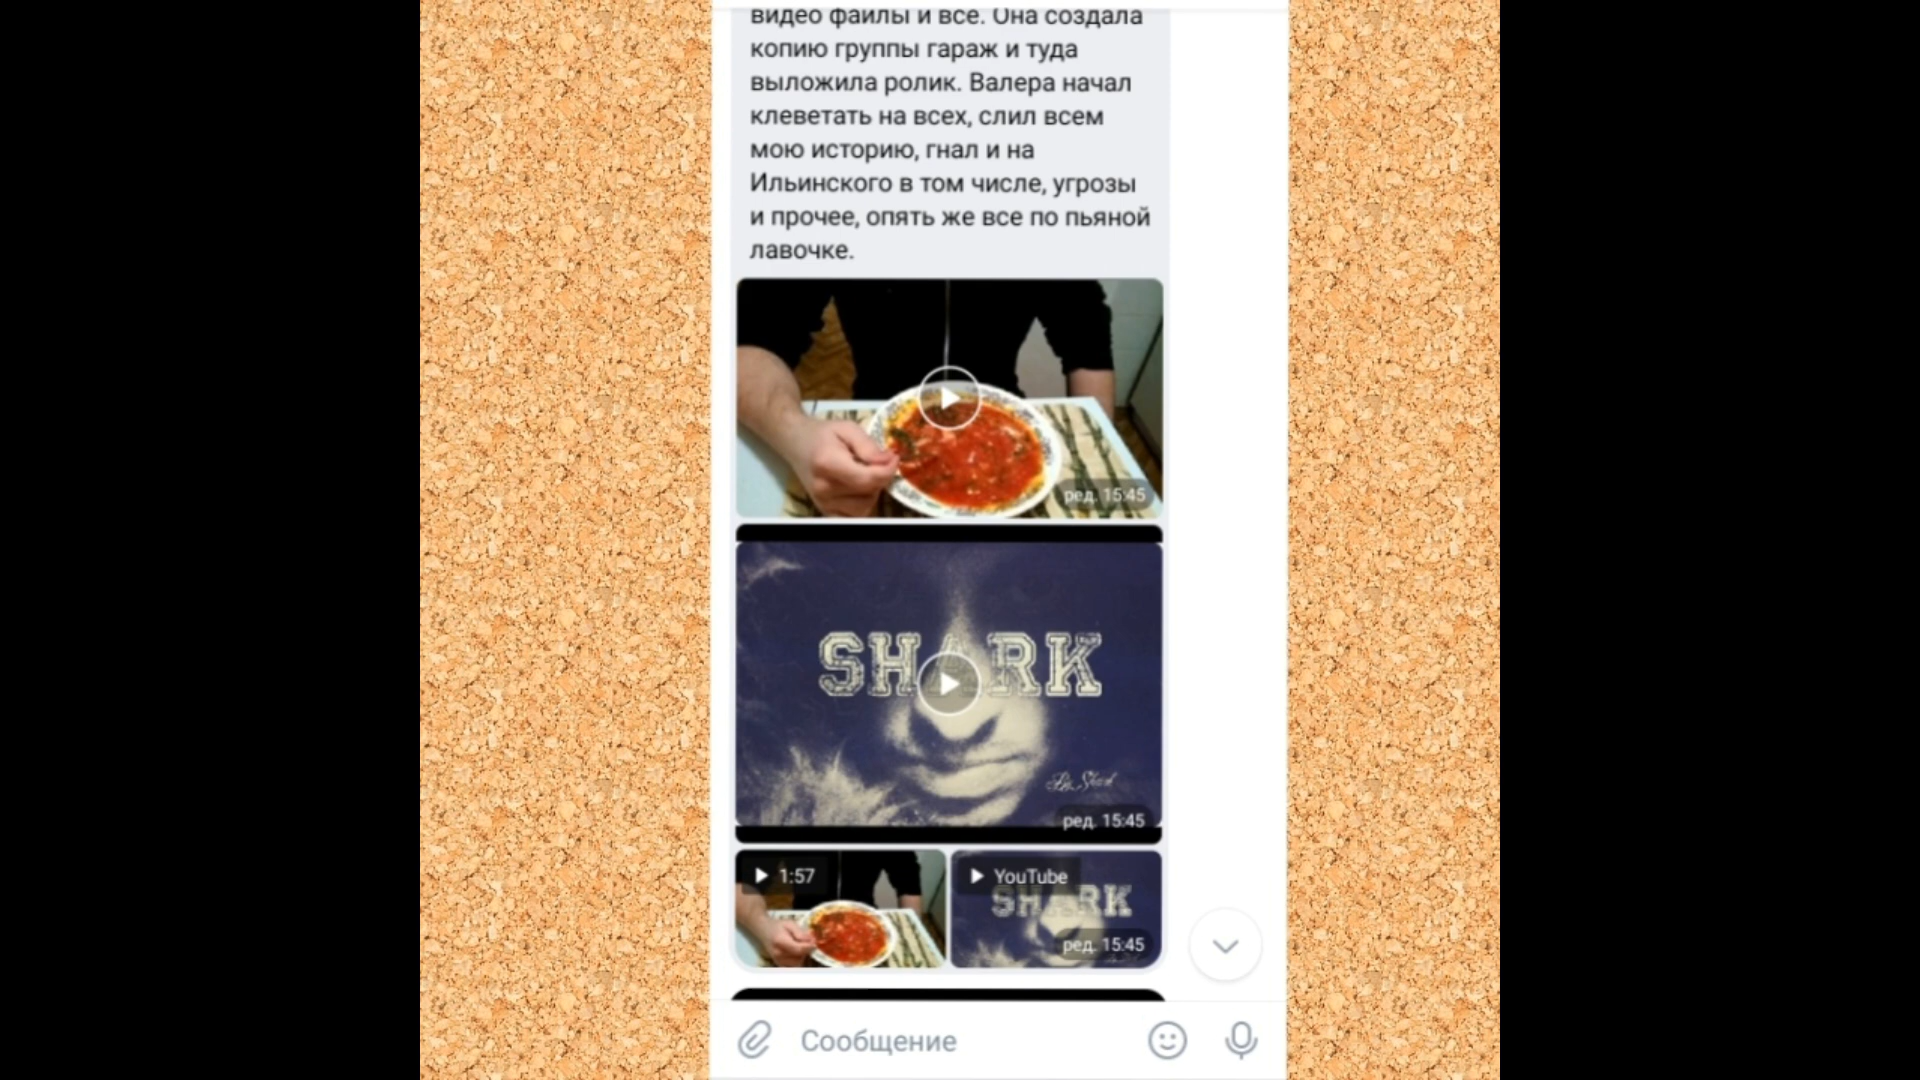 видео файлы и все. Она создала
копию группы гараж и туда
выложила ролик. Валера начал
клеветать на всех, слил всем
мою историю, гнал и на
Ильинского в том числе, угрозы
и прочее, опять же все по пьяной
лавочке.
ред. 15:45
SHARK
ред. 15:45
1:57
YouTube
SHARK
ред. 15:45
Сообщение